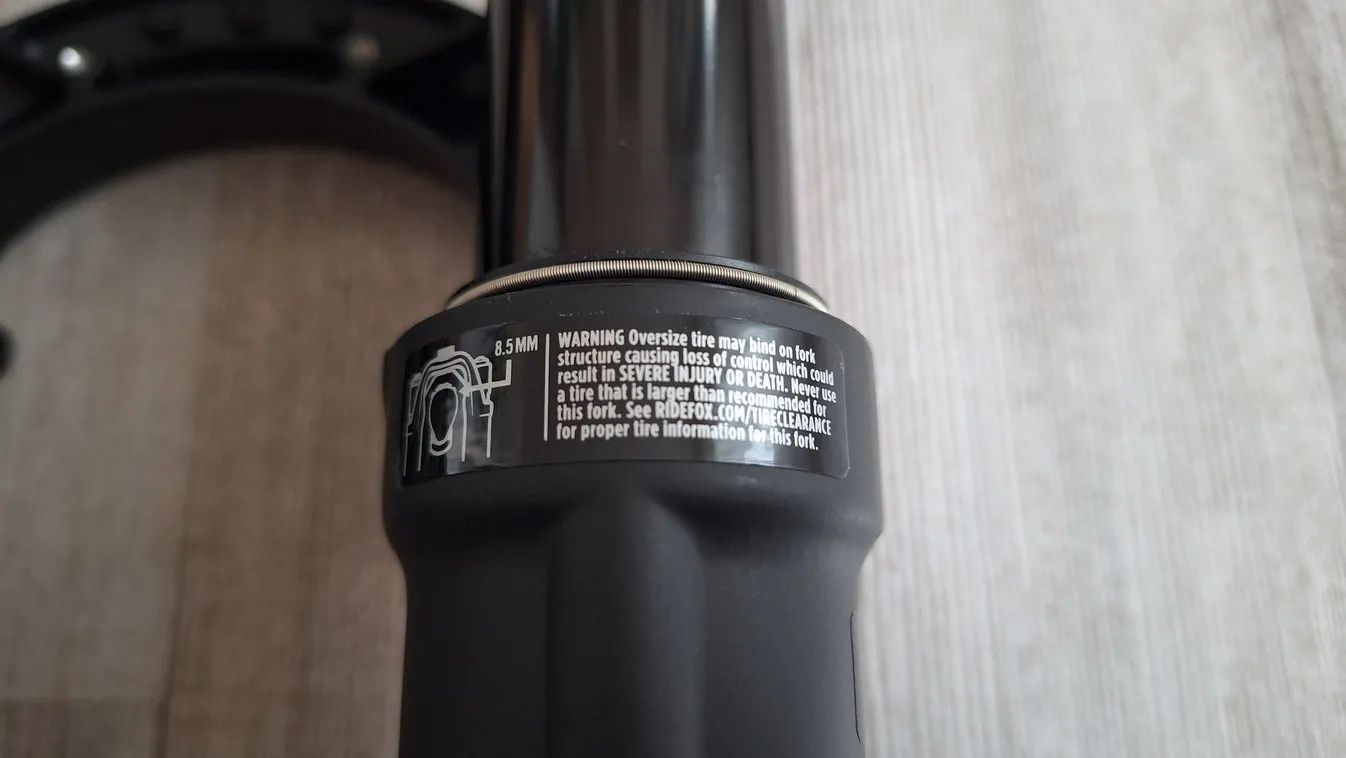 8.5MM
WARNING Oversize tire may bind on fork
structure causing loss of control which could
result in SEVERE INJURY OR DEATH. Never use
a tire that is larger than recommended for
this fork. See RIDEFOX.COM/TIRECLEARANCE
for proper tire information for this fork.